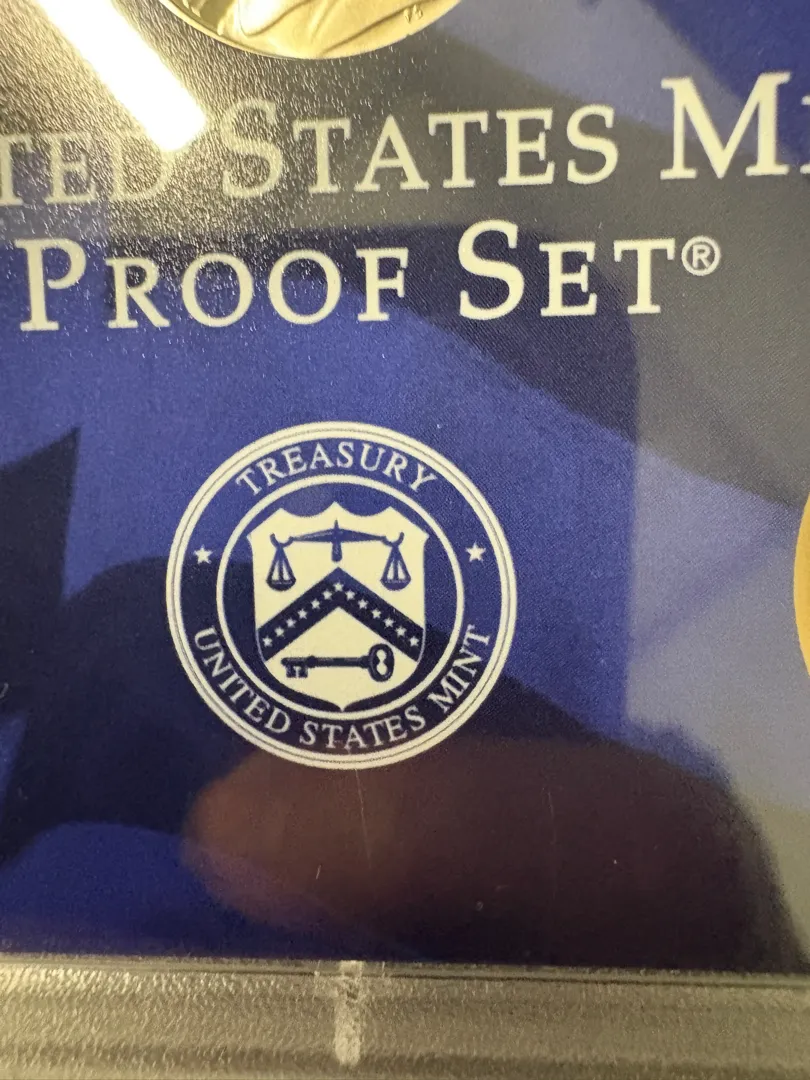 TED STATES MI
PROOF SET®
TREASURY
UNITED STATES MINT